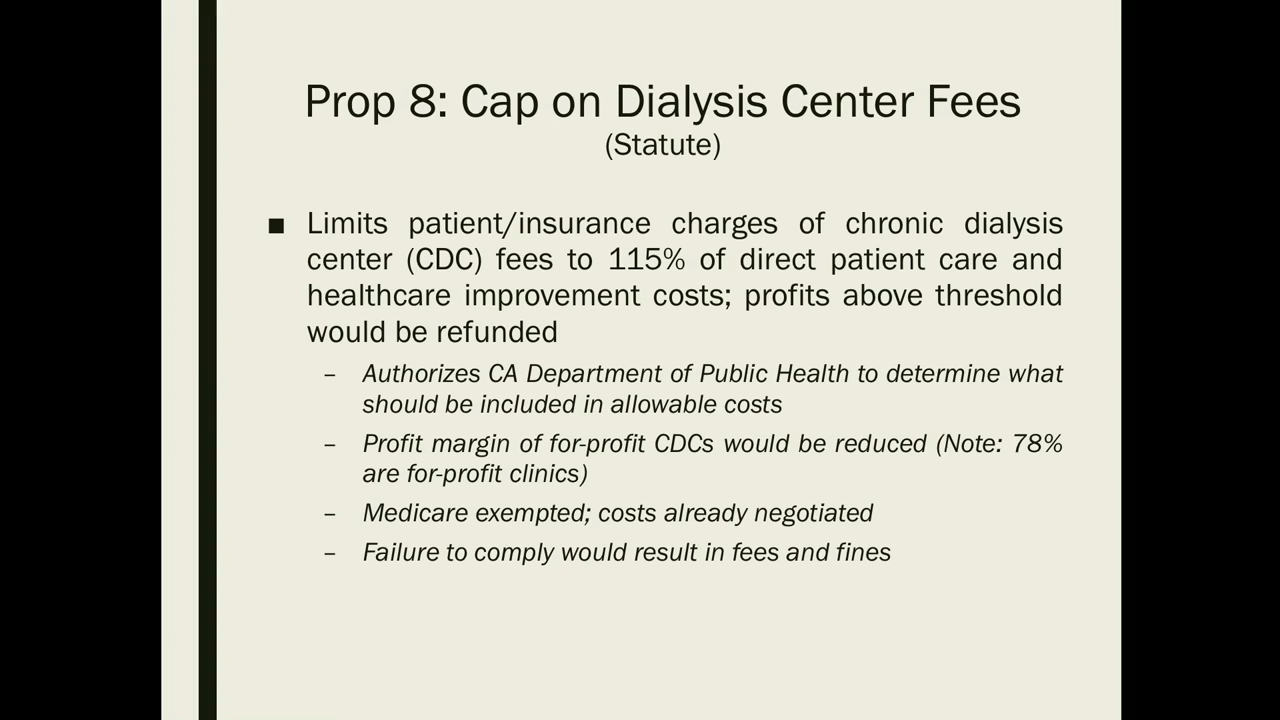 Prop 8: Cap on Dialysis Center Fees
(Statute)
■ Limits patient/insurance charges of chronic dialysis
center (CDC) fees to 115% of direct patient care and
healthcare improvement costs; profits above threshold
would be refunded
– Authorizes CA Department of Public Health to determine what
should be included in allowable costs
– Profit margin of for-profit CDCs would be reduced (Note: 78%
are for-profit clinics)
– Medicare exempted; costs already negotiated
– Failure to comply would result in fees and fines